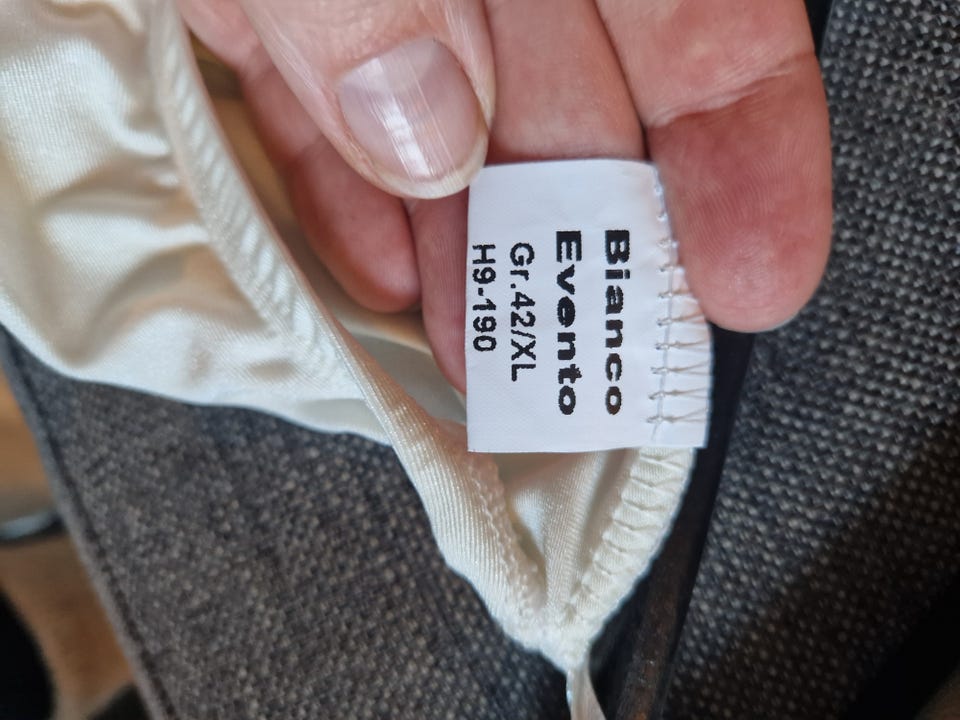 Bianco
Evento
Gr.42/XL
H9-190